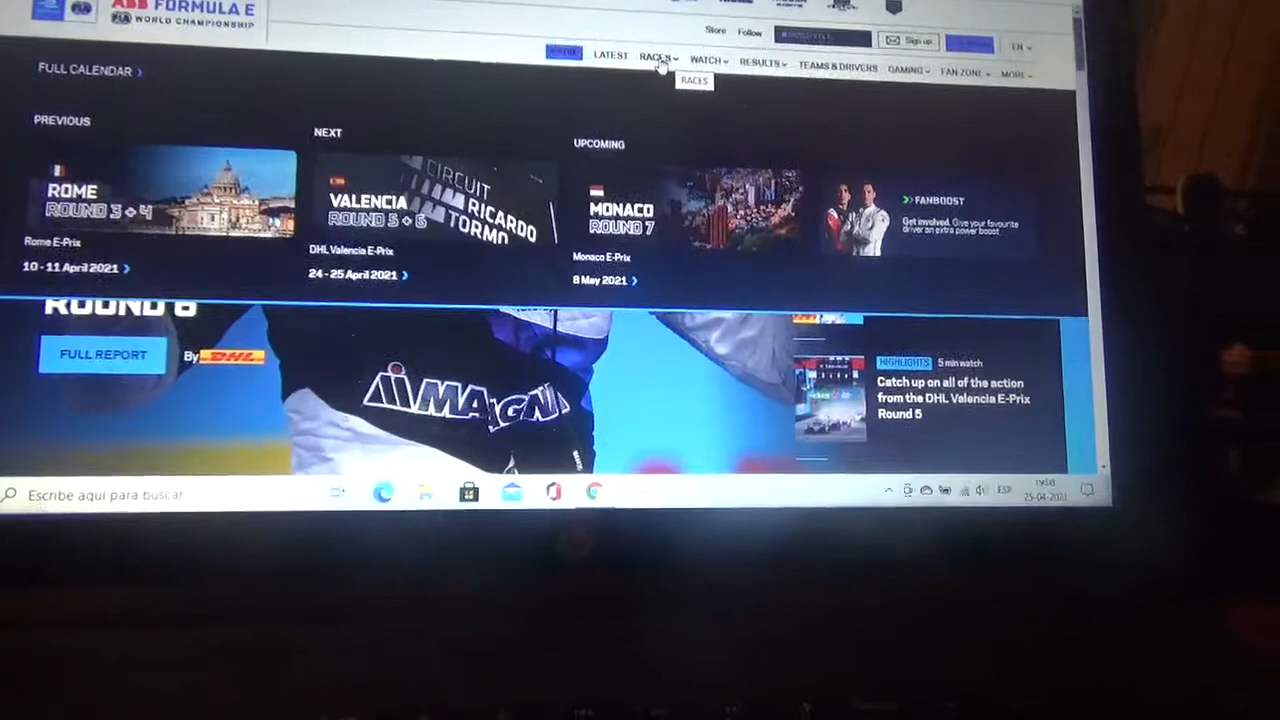 ABB FORMULA E
FIA WORLD CHAMPIONSHIP
Store Follow Sign up EN
LATEST RACES WATCH RESULTS TEAMS & DRIVERS GAMING FAN ZONE MORE
RACES
FULL CALENDAR
PREVIOUS
ROME
ROUND 3 + 4
Rome E-Prix
10 - 11 April 2021
NEXT
VALENCIA
ROUND 5 + 6
CIRCUIT
RICARDO
TORMO
DHL Valencia E-Prix
24 - 25 April 2021
UPCOMING
MONACO
ROUND 7
Monaco E-Prix
8 May 2021
FANBOOST
Get involved. Give your favourite
driver an extra power boost
ROUND 6
FULL REPORT By DHL
HIGHLIGHTS 5 min watch
Catch up on all of the action
from the DHL Valencia E-Prix
Round 5
Escribe aquí para buscar
ESP
25-04-2021